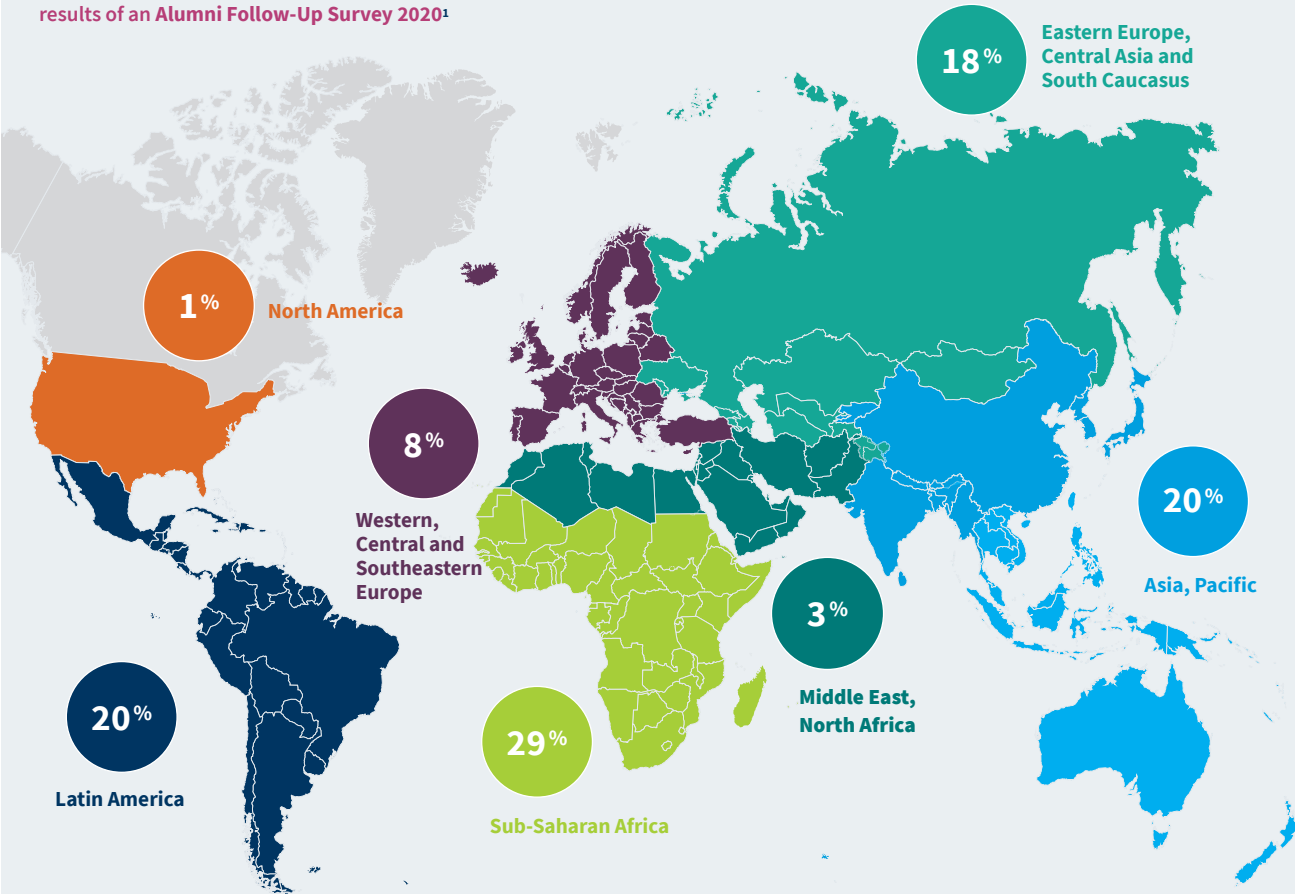 results of an Alumni Follow-Up Survey 2020¹
18%
Eastern Europe,
Central Asia and
South Caucasus
1%
North America
8%
Western,
Central and
Southeastern
Europe
20%
Asia, Pacific
3%
Middle East,
North Africa
20%
Latin America
29%
Sub-Saharan Africa